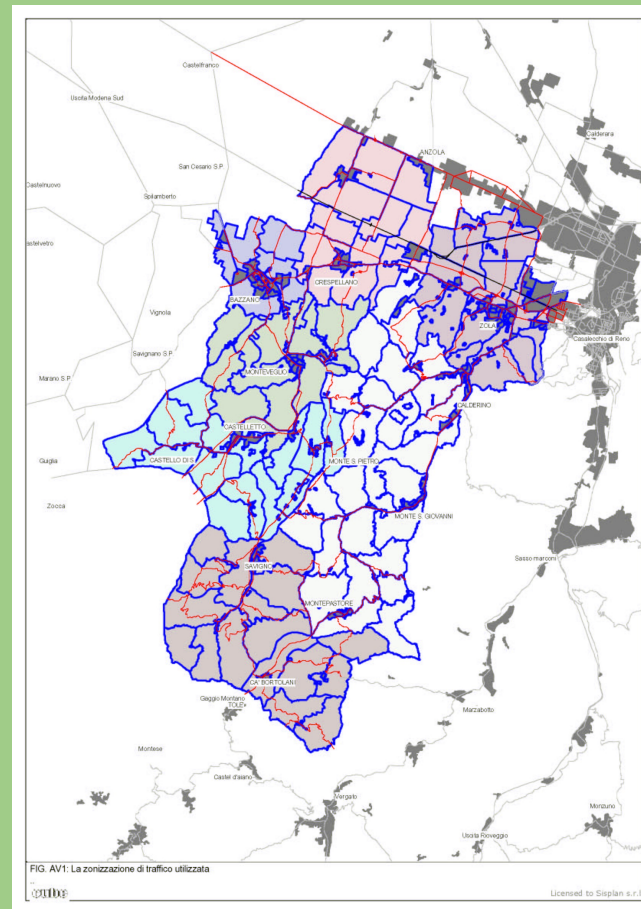 Castelfranco
Uscita Modena Sud
Calderara
ANZOLA
San Cesario S.P.
Castelnuovo
Spilamberto
CRESPELLANO
BAZZANO
Vignola
ZOLA
Casalecchio di Reno
Savignano S.P.
MONTEVEGLIO
Marano S.P.
CALDERINO
CASTELLETTO
Guiglia
CASTELLO DI S.
MONTE S. PIETRO
Zocca
MONTE S. GIOVANNI
Sasso marconi
SAVIGNO
MONTEPASTORE
CA' BORTOLANI
Gaggio Montano
TOLE'
Marzabotto
Montese
Castel d'aiano
Vergato
Monzuno
Uscita Rioveggio
FIG. AV1: La zonizzazione di traffico utilizzata
Licensed to Sisplan s.r.l